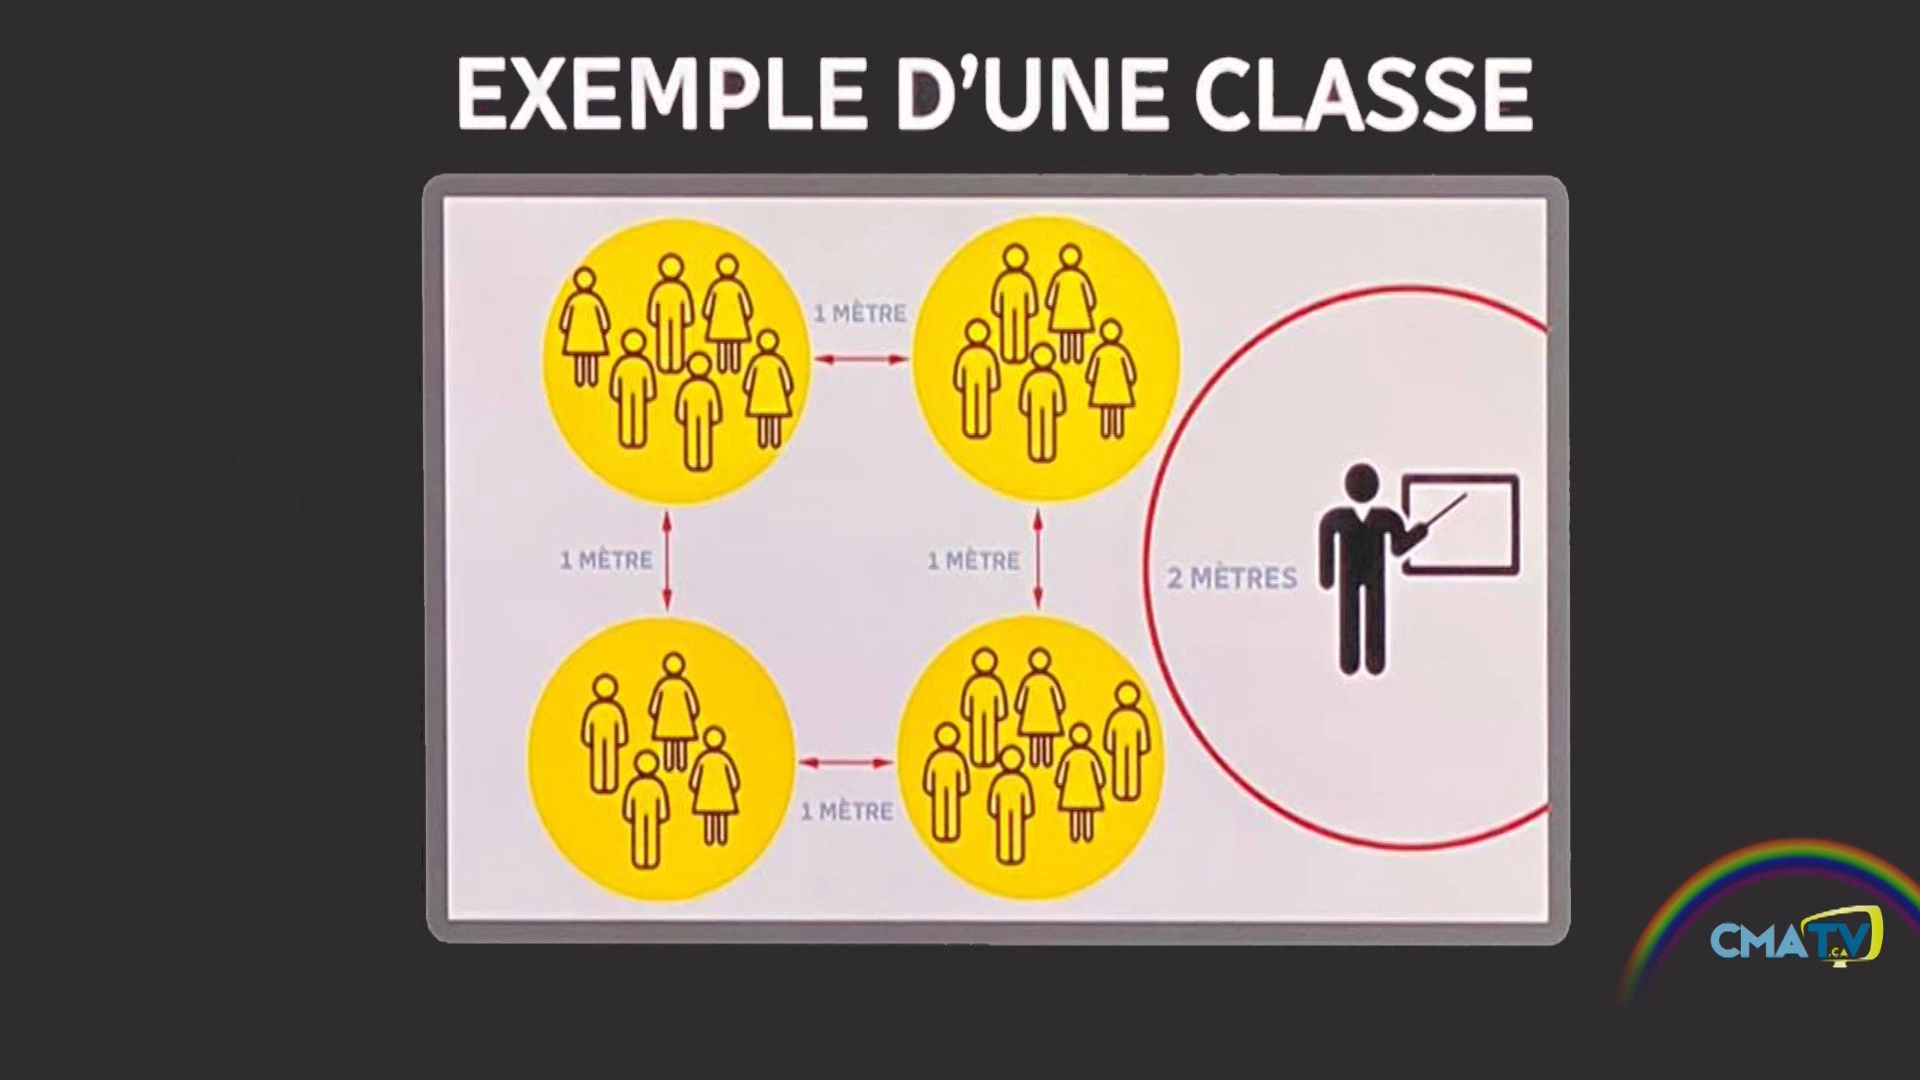 EXEMPLE D'UNE CLASSE
1 MÈTRE
1 MÈTRE
1 MÈTRE
2 MÈTRES
1 MÈTRE
CMATV
.CA